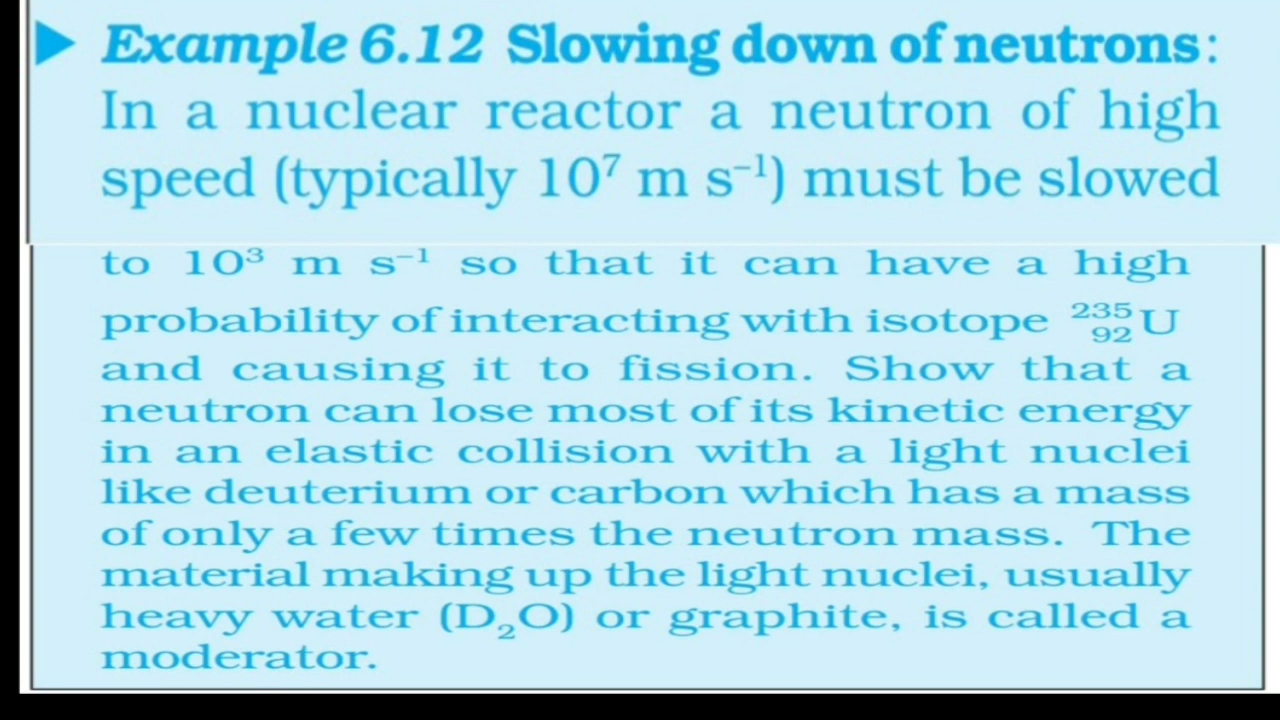 ▶ Example 6.12 Slowing down of neutrons:
In a nuclear reactor a neutron of high
speed (typically 10⁷ m s⁻¹) must be slowed
to 10³ m s⁻¹ so that it can have a high
probability of interacting with isotope ²³⁵₉₂U
and causing it to fission. Show that a
neutron can lose most of its kinetic energy
in an elastic collision with a light nuclei
like deuterium or carbon which has a mass
of only a few times the neutron mass. The
material making up the light nuclei, usually
heavy water (D₂O) or graphite, is called a
moderator.